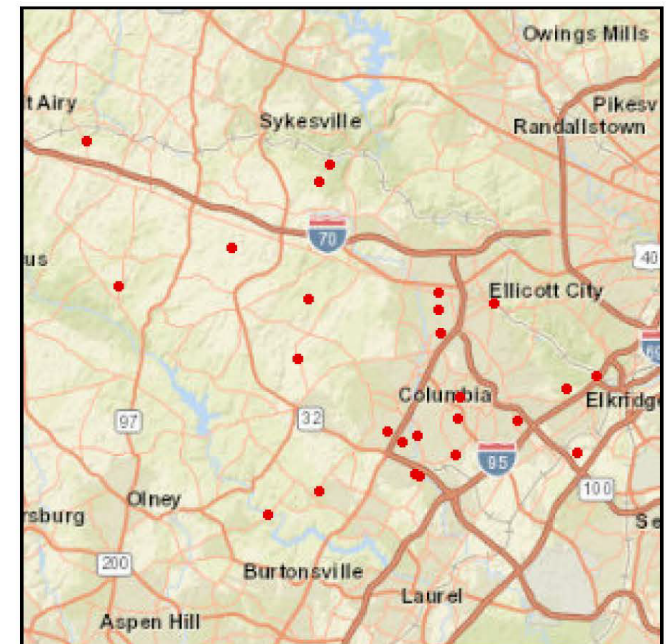 Owings Mills
t Airy
Pikesv
Sykesville
Randallstown
70
40
us
Ellicott City
Columbia
Elkridge
32
97
95
100
Olney
rsburg
Se
200
Burtonsville
Laurel
Aspen Hill